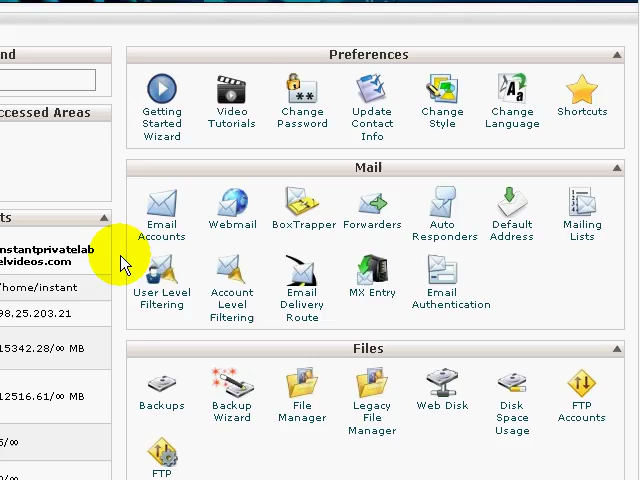 nd
ccessed Areas
ts
nstantprivatelab
elvideos.com
/home/instant
98.25.203.21
15342.28/∞ MB
12516.61/∞ MB
5/∞
Preferences
Getting
Started
Wizard
Video
Tutorials
Change
Password
Update
Contact
Info
Change
Style
Change
Language
Shortcuts
Mail
Email
Accounts
Webmail
BoxTrapper
Forwarders
Auto
Responders
Default
Address
Mailing
Lists
User Level
Filtering
Account
Level
Filtering
Email
Delivery
Route
MX Entry
Email
Authentication
Files
Backups
Backup
Wizard
File
Manager
Legacy
File
Manager
Web Disk
Disk
Space
Usage
FTP
Accounts
FTP